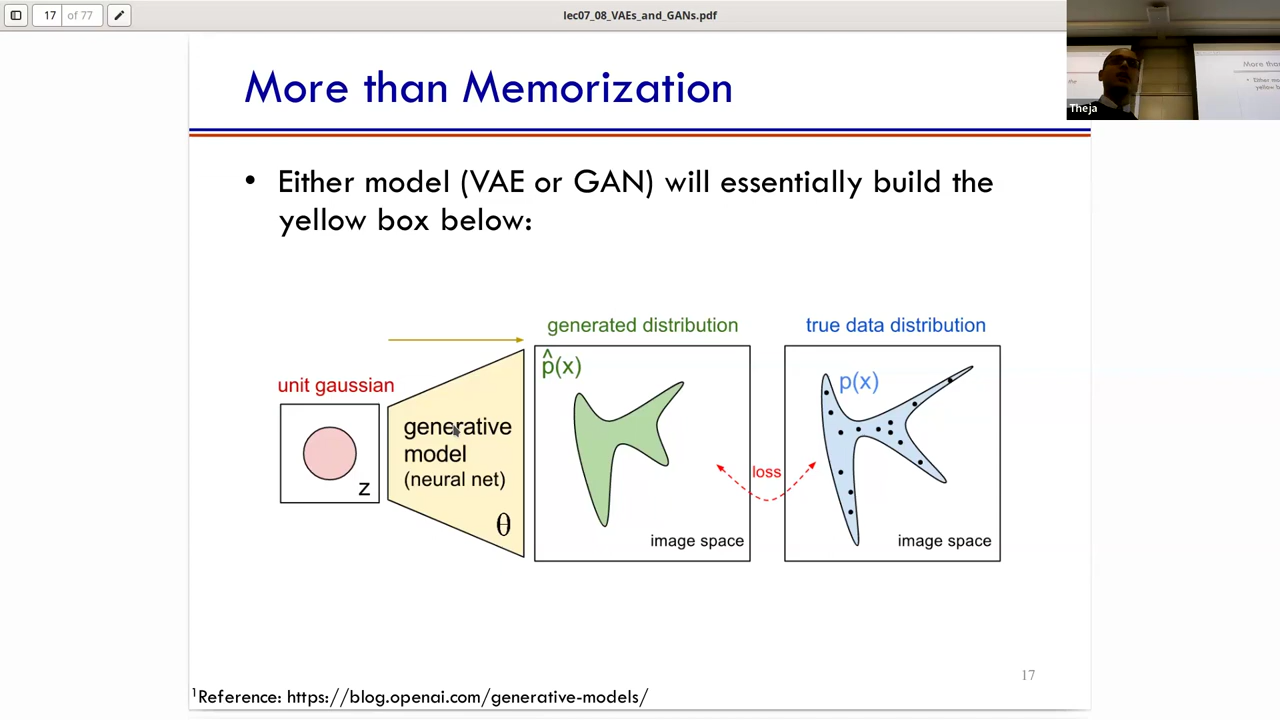 17 of 77
lec07_08_VAEs_and_GANs.pdf
Theja
More than Memorization
• Either model (VAE or GAN) will essentially build the
yellow box below:
generated distribution
true data distribution
p̂(x)
p(x)
unit gaussian
generative
model
(neural net)
z
θ
loss
image space
image space
17
¹Reference: https://blog.openai.com/generative-models/